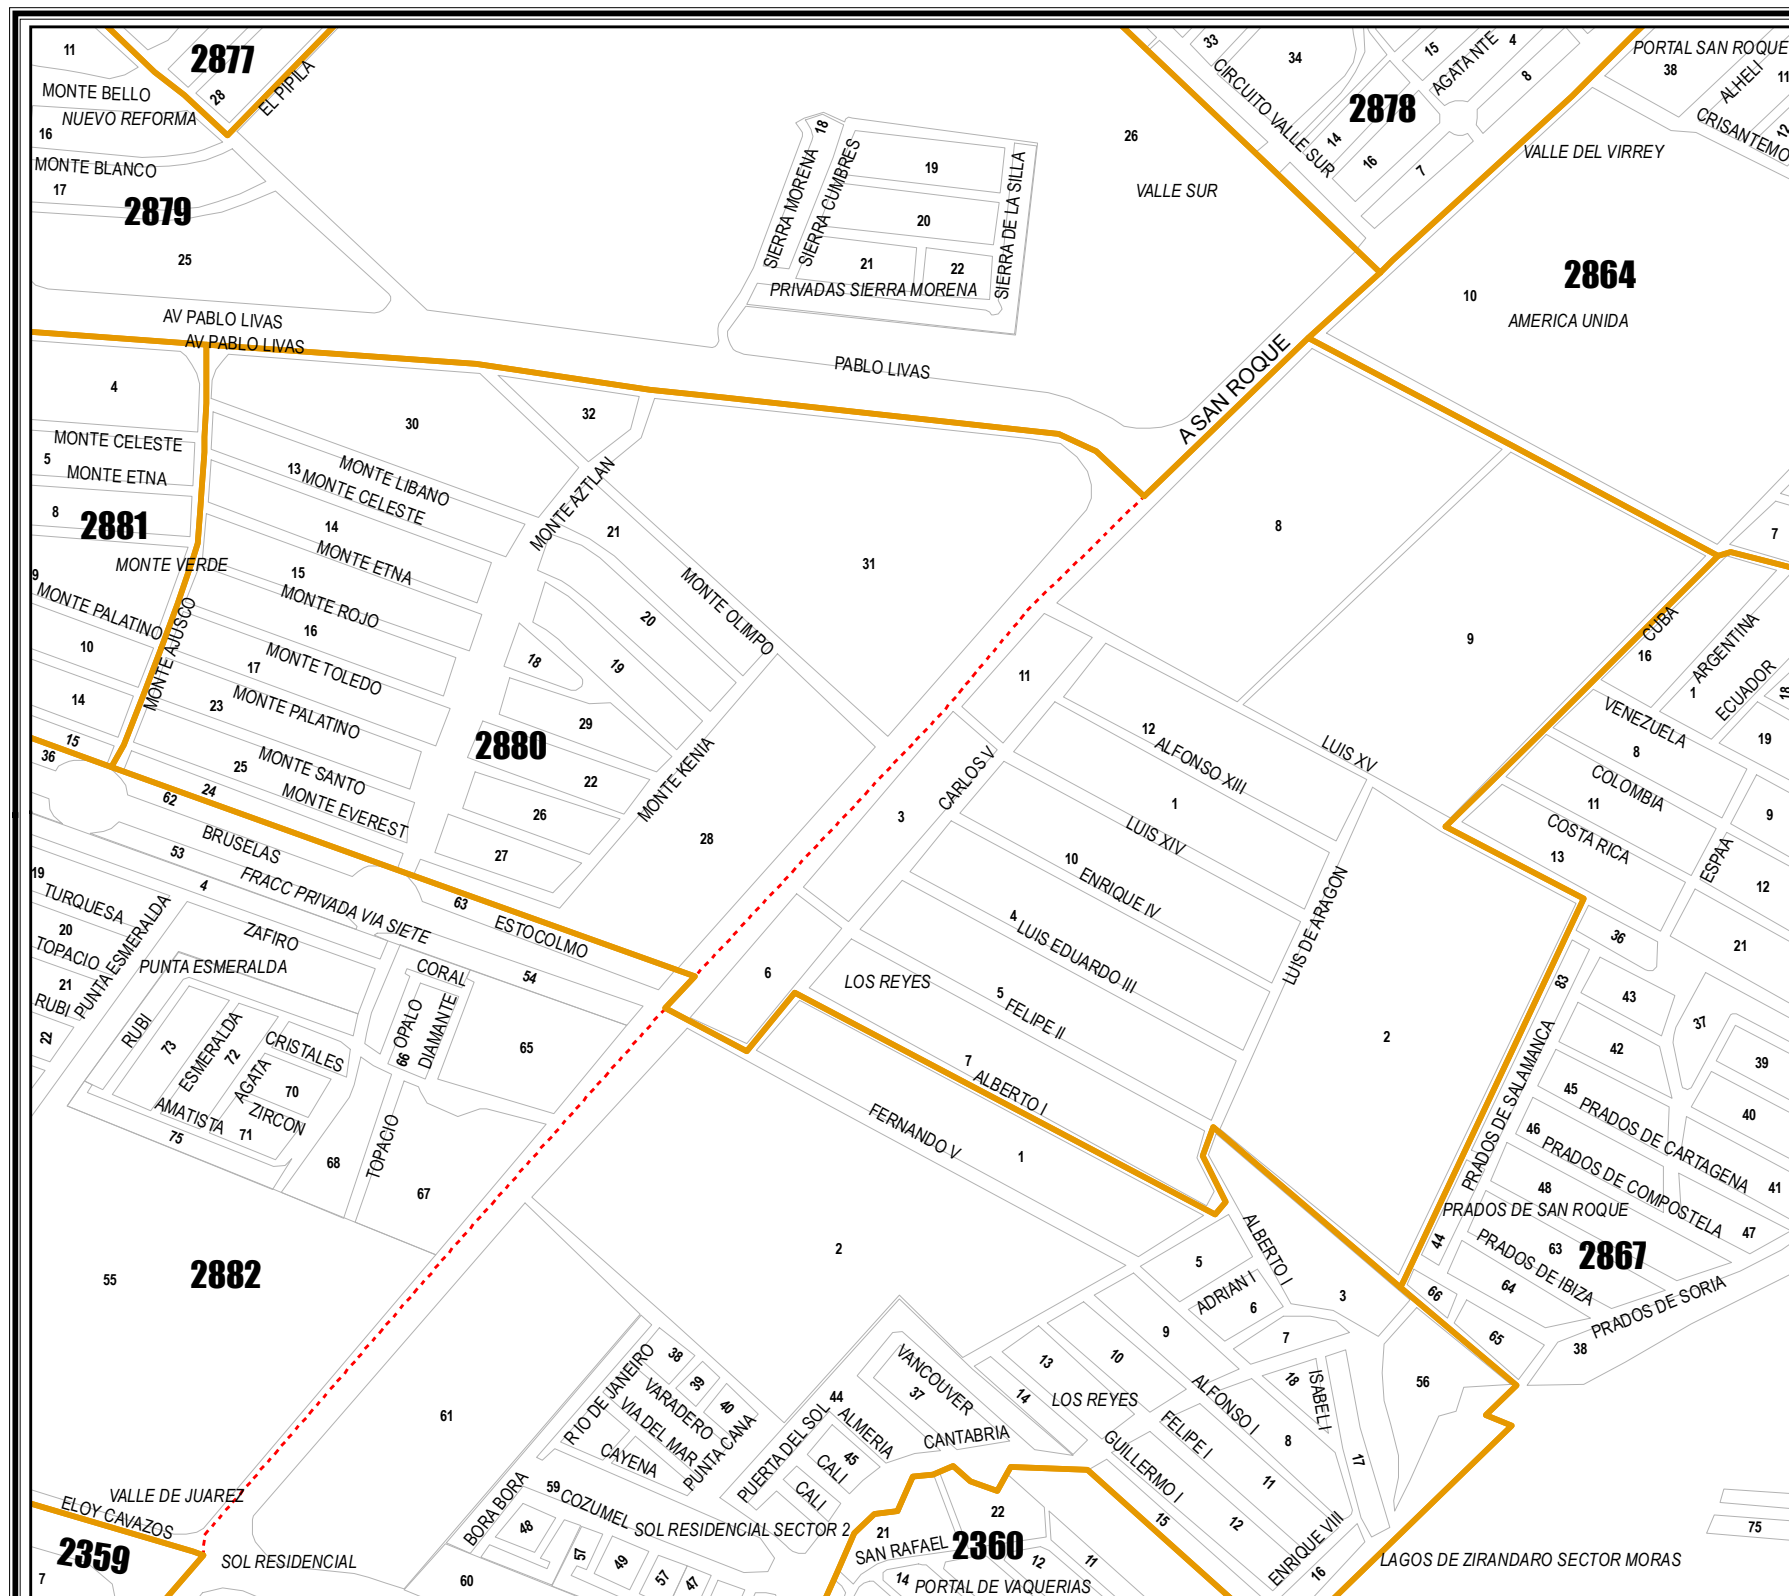 2877
11
28
EL PIPILA
MONTE BELLO
NUEVO REFORMA
16
MONTE BLANCO
17
2879
25
AV PABLO LIVAS
AV PABLO LIVAS
18
SIERRA MORENA
SIERRA CUMBRES
19
20
21
22
SIERRA DE LA SILLA
PRIVADAS SIERRA MORENA
PABLO LIVAS
26
VALLE SUR
33
34
CIRCUITO VALLE SUR
2878
15
AGATA NTE
4
8
14
16
7
PORTAL SAN ROQUE
38
ALHELI
11
12
CRISANTEMO
VALLE DEL VIRREY
2864
10
AMERICA UNIDA
A SAN ROQUE
4
MONTE CELESTE
5
MONTE ETNA
8
2881
MONTE VERDE
9
MONTE PALATINO
10
MONTE AJUSCO
14
15
36
30
32
13
MONTE LIBANO
MONTE CELESTE
MONTE AZTLAN
14
MONTE ETNA
21
31
15
MONTE ROJO
MONTE OLIMPO
20
16
MONTE TOLEDO
18
19
17
MONTE PALATINO
23
29
2880
MONTE SANTO
25
22
MONTE KENIA
24
MONTE EVEREST
26
27
28
62
BRUSELAS
53
FRACC PRIVADA VIA SIETE
4
63
ESTOCOLMO
8
9
7
11
CUBA
16
ARGENTINA
1
ECUADOR
18
VENEZUELA
8
19
12
ALFONSO XIII
LUIS XV
CARLOS V
1
LUIS XIV
3
10
ENRIQUE IV
COLOMBIA
11
COSTA RICA
13
9
ESPAA
12
LUIS DE ARAGON
4
LUIS EDUARDO III
36
21
6
LOS REYES
5
FELIPE II
7
ALBERTO I
2
83
43
37
42
39
PRADOS DE SALAMANCA
45
PRADOS DE CARTAGENA
40
46
PRADOS DE COMPOSTELA
41
48
PRADOS DE SAN ROQUE
47
44
63
2867
PRADOS DE IBIZA
64
PRADOS DE SORIA
66
65
38
19
TURQUESA
20
TOPACIO
21
RUBI
22
PUNTA ESMERALDA
ZAFIRO
PUNTA ESMERALDA
CORAL
54
RUBI
73
ESMERALDA
72
AGATA
CRISTALES
70
ZIRCON
71
AMATISTA
75
OPALO
66
DIAMANTE
65
68
TOPACIO
67
2882
55
FERNANDO V
1
2
ALBERTO I
5
ADRIAN I
6
3
7
9
10
13
14
LOS REYES
ALFONSO I
18
ISABEL I
56
FELIPE I
8
17
GUILLERMO I
11
12
15
ENRIQUE VIII
16
61
RIO DE JANEIRO
38
VARADERO
39
VIA DEL MAR
40
PUNTA CANA
CAYENA
44
VANCOUVER
37
ALMERIA
CANTABRIA
PUERTA DEL SOL
45
CALI
CALI
BORA BORA
59
COZUMEL
48
57
49
57
47
60
SOL RESIDENCIAL SECTOR 2
VALLE DE JUAREZ
ELOY CAVAZOS
2359
7
SOL RESIDENCIAL
21
22
SAN RAFAEL
2360
12
11
14
PORTAL DE VAQUERIAS
75
LAGOS DE ZIRANDARO SECTOR MORAS